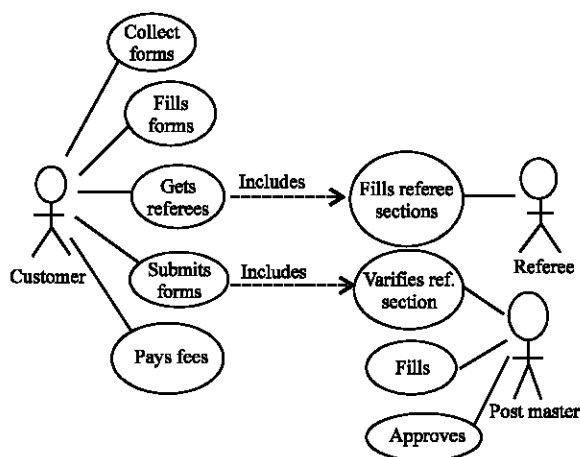 Collect
forms
Fills
forms
Gets
referees
Includes
Fills referee
sections
Customer
Referee
Submits
forms
Includes
Varifies ref.
section
Pays fees
Fills
Post master
Approves